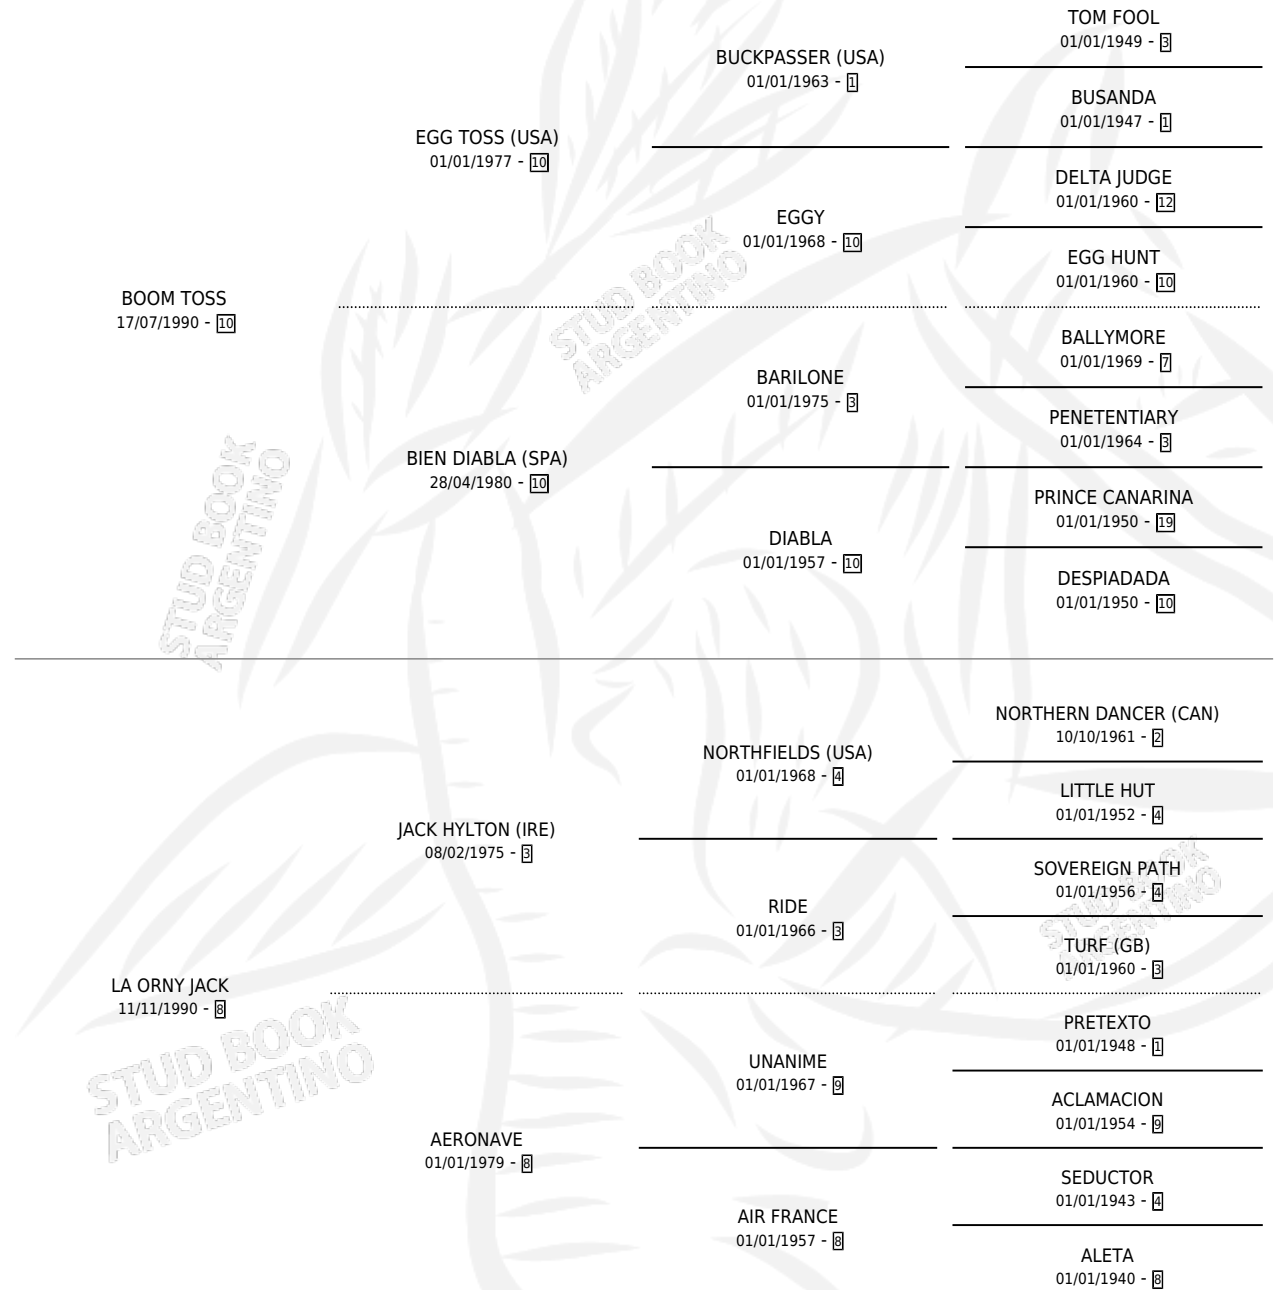 TOM FOOL
01/01/1949 - 3
BUCKPASSER (USA)
01/01/1963 - 1
BUSANDA
01/01/1947 - 1
EGG TOSS (USA)
01/01/1977 - 10
DELTA JUDGE
01/01/1960 - 12
EGGY
01/01/1968 - 10
EGG HUNT
01/01/1960 - 10
BOOM TOSS
17/07/1990 - 10
BALLYMORE
01/01/1969 - 7
BARILONE
01/01/1975 - 3
PENETENTIARY
01/01/1964 - 3
BIEN DIABLA (SPA)
28/04/1980 - 10
PRINCE CANARINA
01/01/1950 - 19
DIABLA
01/01/1957 - 10
DESPIADADA
01/01/1950 - 10
STUD BOOK
ARGENTINO
STUD BOOK
ARGENTINO
NORTHERN DANCER (CAN)
10/10/1961 - 2
NORTHFIELDS (USA)
01/01/1968 - 4
LITTLE HUT
01/01/1952 - 4
JACK HYLTON (IRE)
08/02/1975 - 3
SOVEREIGN PATH
01/01/1956 - 4
RIDE
01/01/1966 - 3
TURF (GB)
01/01/1960 - 3
LA ORNY JACK
11/11/1990 - 8
PRETEXTO
01/01/1948 - 1
UNANIME
01/01/1967 - 9
ACLAMACION
01/01/1954 - 9
AERONAVE
01/01/1979 - 8
SEDUCTOR
01/01/1943 - 4
AIR FRANCE
01/01/1957 - 8
ALETA
01/01/1940 - 8
STUD BOOK
ARGENTINO
STUD BOOK
ARGENTINO